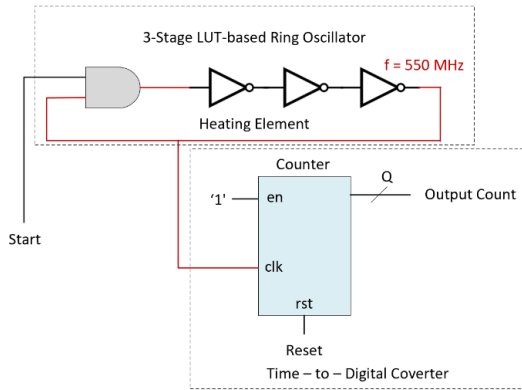 3-Stage LUT-based Ring Oscillator
f = 550 MHz
Heating Element
Counter
Q
'1'
en
Output Count
Start
clk
rst
Reset
Time – to – Digital Coverter